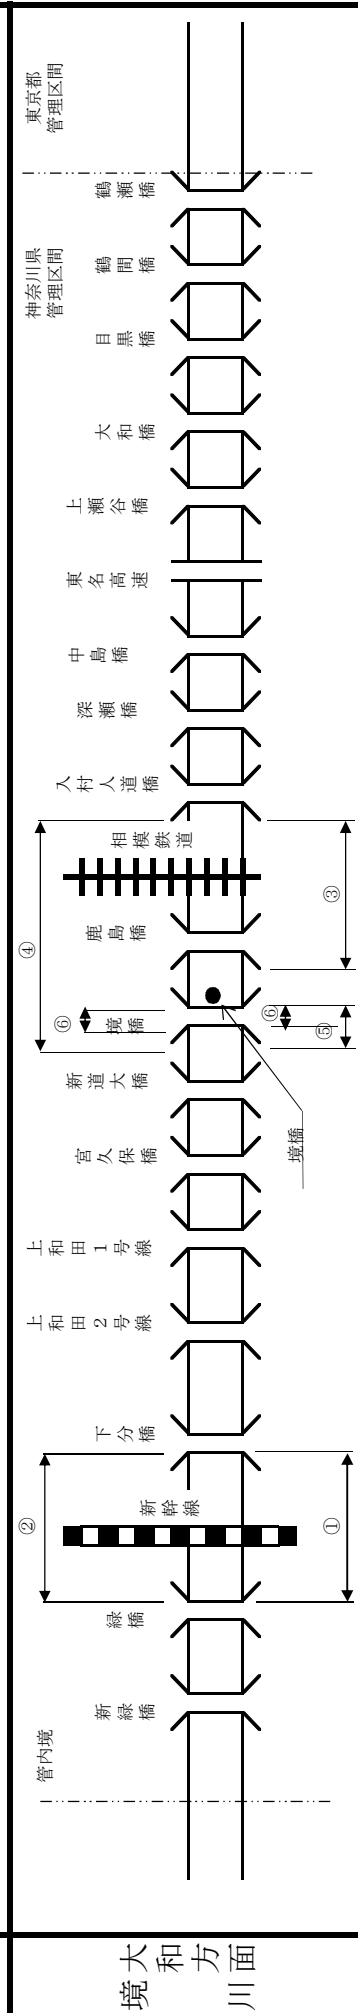 境川
大和方面
管内境
新緑橋
緑橋
②
新幹線
①
下分橋
上和田２号線
上和田１号線
宮久保橋
新道大橋
境橋
⑥
④
境橋
⑤
⑥
③
鹿島橋
相模鉄道
入村人道橋
深瀬橋
中島橋
東名高速
上瀬谷橋
大和橋
目黒橋
鶴間橋
鶴瀬橋
神奈川県
管理区間
東京都
管理区間